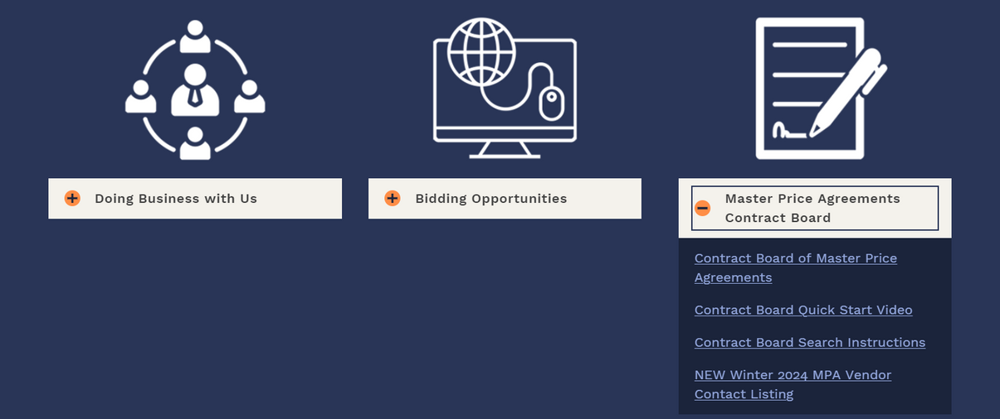 Doing Business with Us
Bidding Opportunities
Master Price Agreements
Contract Board
Contract Board of Master Price
Agreements
Contract Board Quick Start Video
Contract Board Search Instructions
NEW Winter 2024 MPA Vendor
Contact Listing